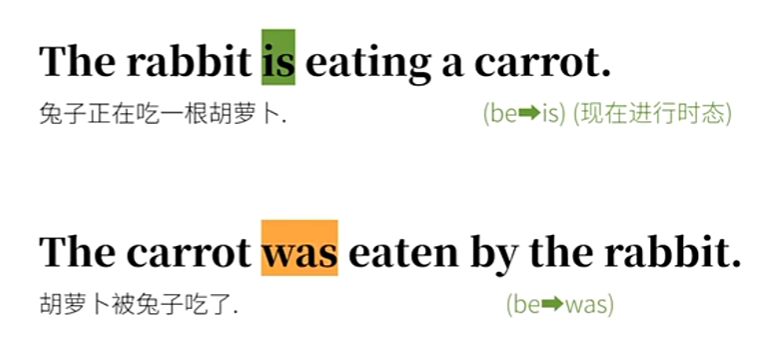 The rabbit is eating a carrot.
兔子正在吃一根胡萝卜. (be➡is) (现在进行时态)
The carrot was eaten by the rabbit.
胡萝卜被兔子吃了. (be➡was)